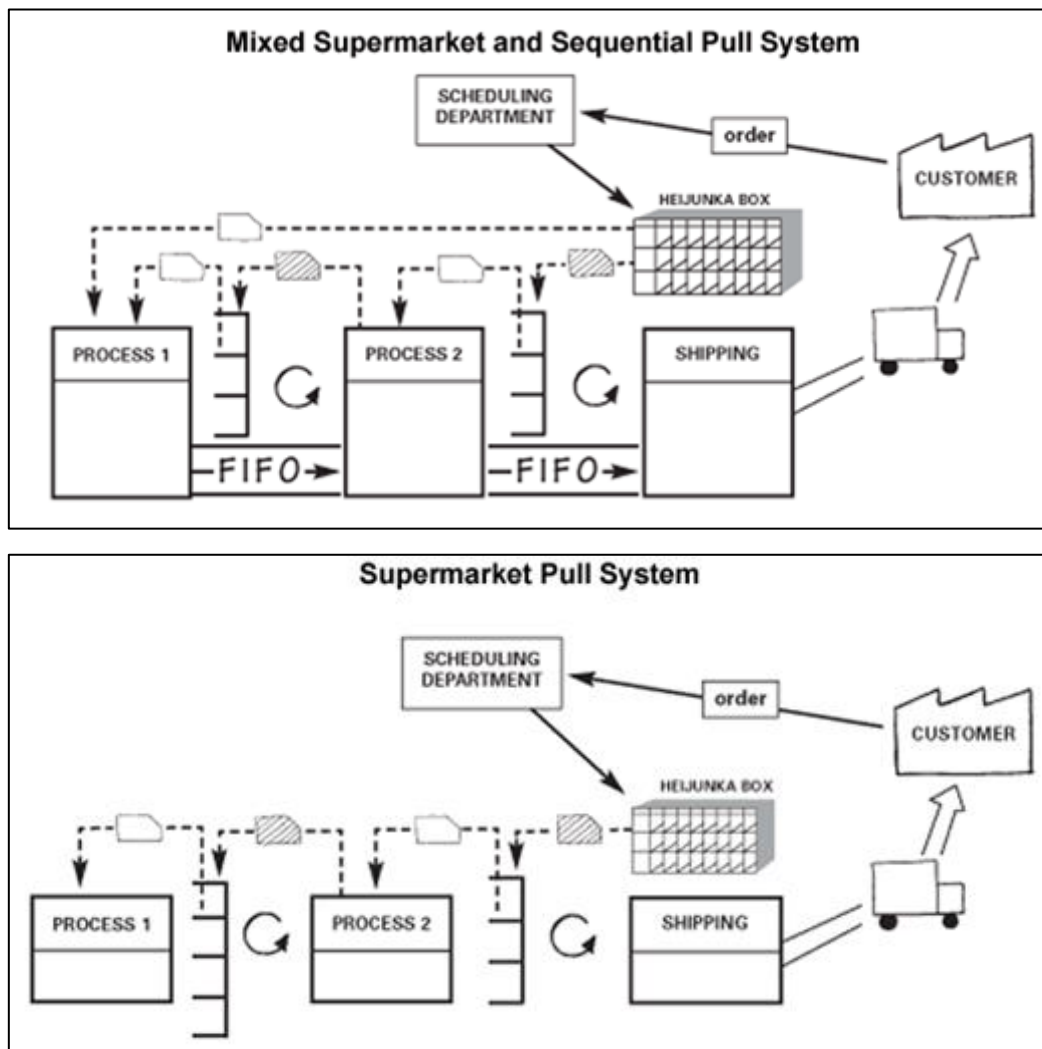 Mixed Supermarket and Sequential Pull System
SCHEDULING
DEPARTMENT
order
CUSTOMER
HEIJUNKA BOX
PROCESS 1
PROCESS 2
SHIPPING
FIFO
FIFO
Supermarket Pull System
SCHEDULING
DEPARTMENT
order
CUSTOMER
HEIJUNKA BOX
PROCESS 1
PROCESS 2
SHIPPING